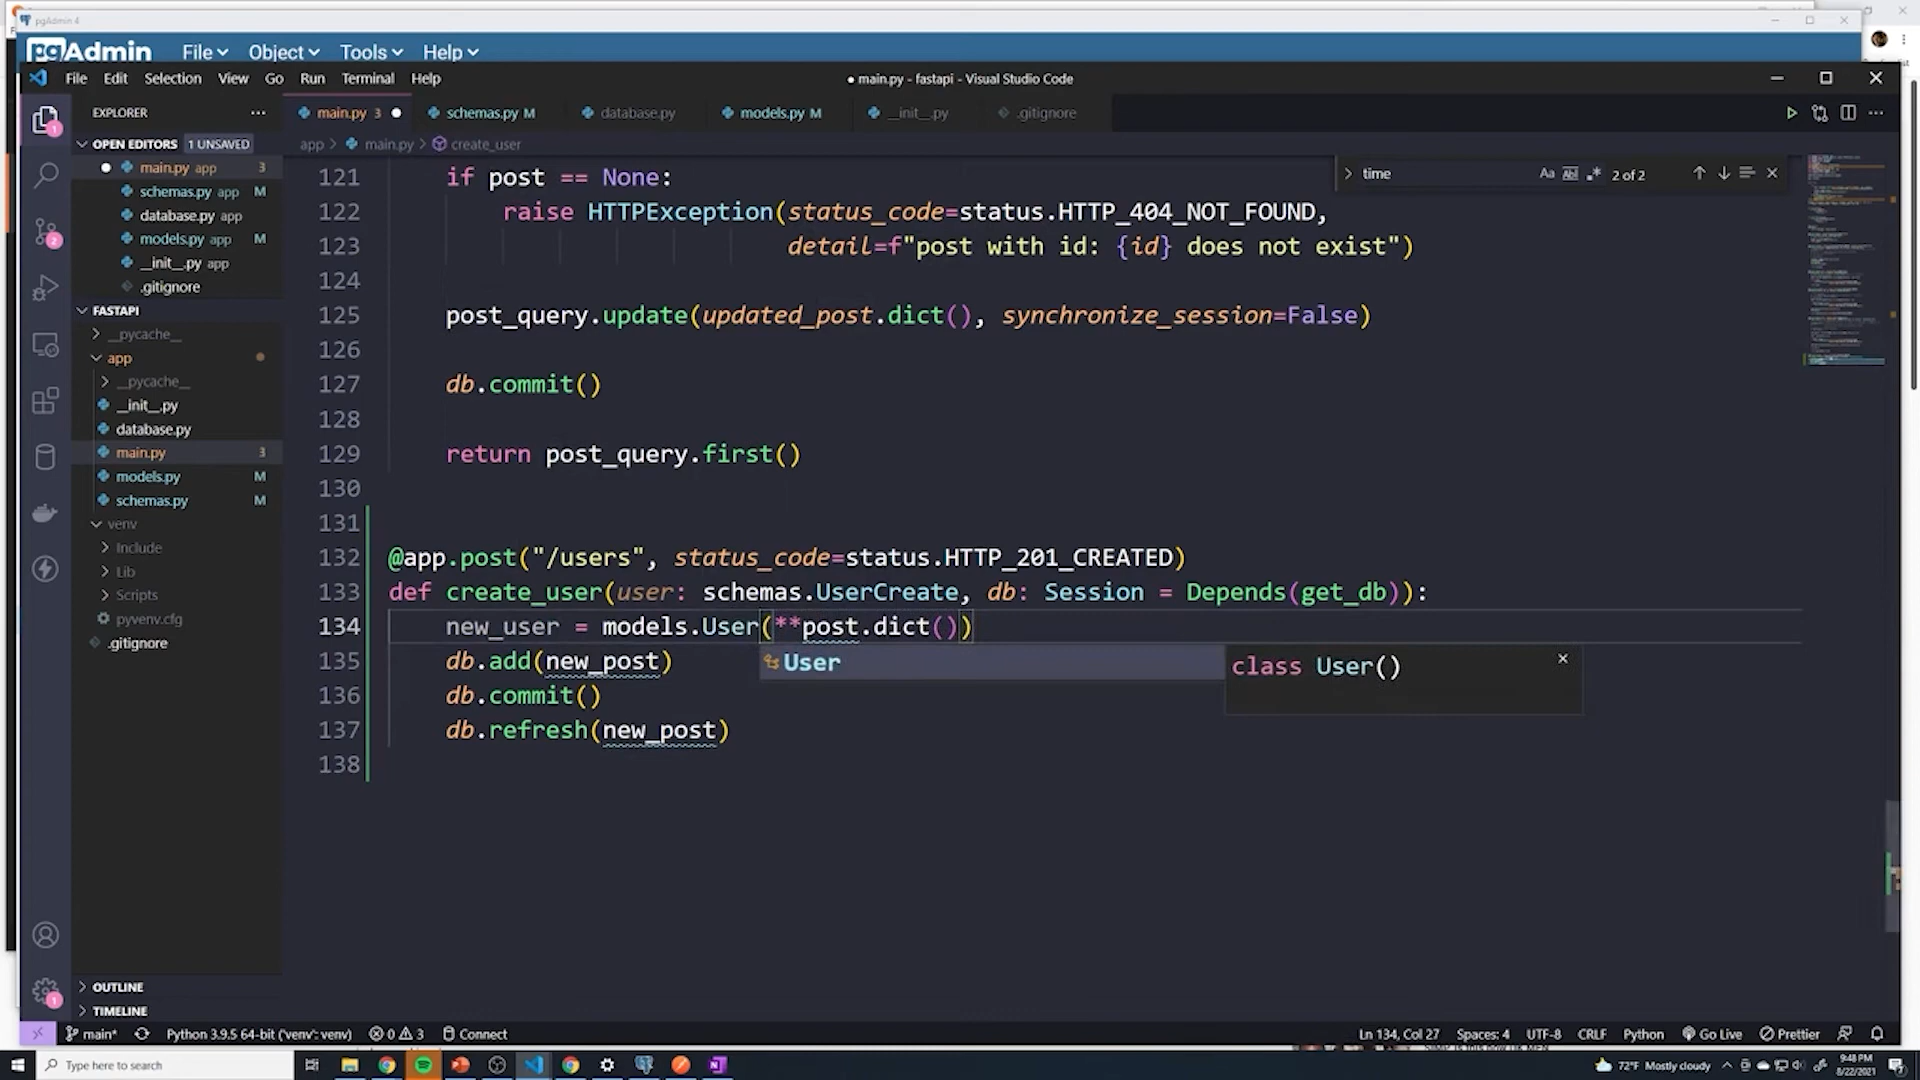 pgAdmin 4
pgAdmin File Object Tools Help
File Edit Selection View Go Run Terminal Help
● main.py - fastapi - Visual Studio Code
EXPLORER
main.py 3
schemas.py M
database.py
models.py M
__init__.py
.gitignore
OPEN EDITORS 1 UNSAVED
app > main.py > create_user
main.py app 3
schemas.py app M
database.py app
models.py app M
__init__.py app
.gitignore
FASTAPI
__pycache__
app
__pycache__
__init__.py
database.py
main.py 3
models.py M
schemas.py M
venv
Include
Lib
Scripts
pyvenv.cfg
.gitignore
OUTLINE
TIMELINE
time
Aa Ab 2 of 2
121 if post == None:
122 raise HTTPException(status_code=status.HTTP_404_NOT_FOUND,
123 detail=f"post with id: {id} does not exist")
124
125 post_query.update(updated_post.dict(), synchronize_session=False)
126
127 db.commit()
128
129 return post_query.first()
130
131
132 @app.post("/users", status_code=status.HTTP_201_CREATED)
133 def create_user(user: schemas.UserCreate, db: Session = Depends(get_db)):
134 new_user = models.User(**post.dict())
135 db.add(new_post)
User
class User()
136 db.commit()
137 db.refresh(new_post)
138
1
2
1
main* Python 3.9.5 64-bit ('venv': venv) 0 3 Connect
Ln 134, Col 27 Spaces: 4 UTF-8 CRLF Python Go Live Prettier
Type here to search
72°F Mostly cloudy
9:48 PM
8/22/2021